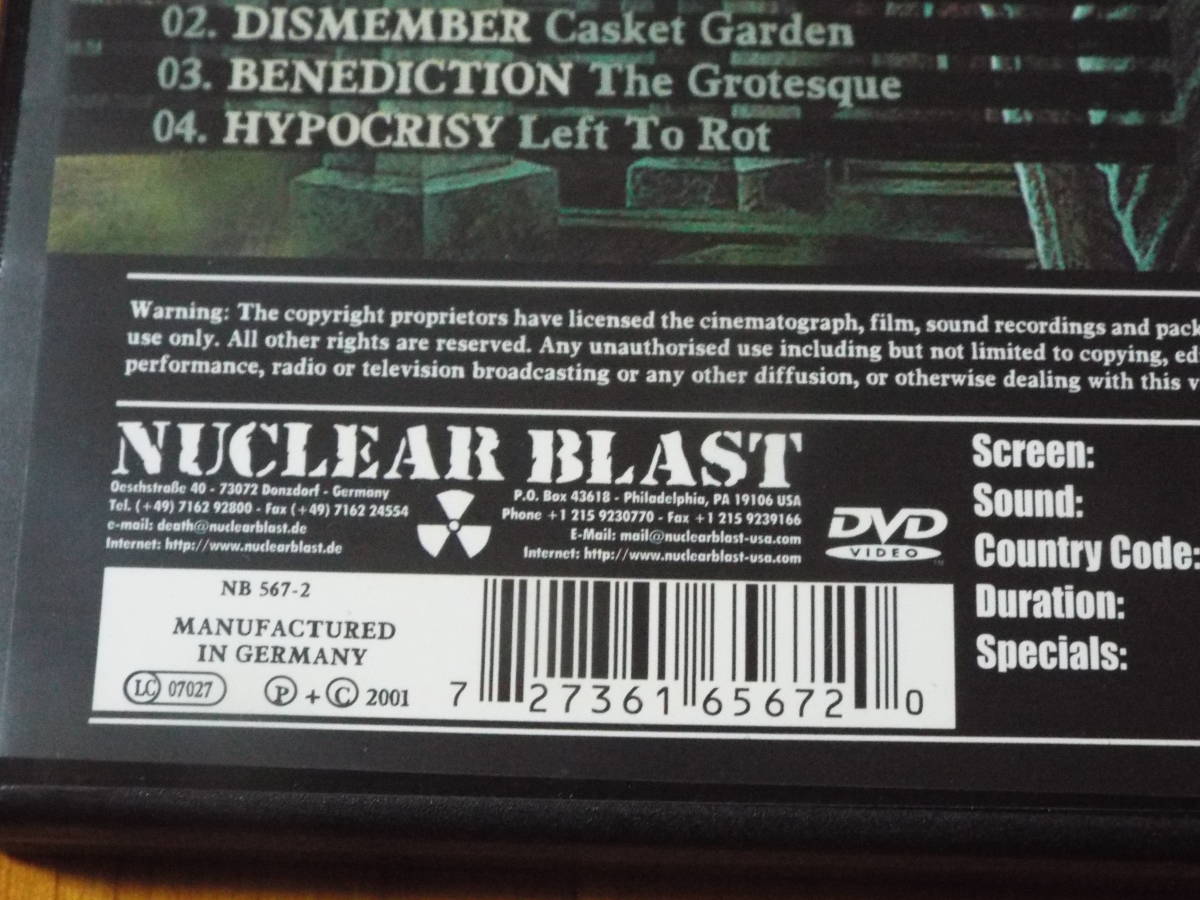 02. DISMEMBER Casket Garden
03. BENEDICTION The Grotesque
04. HYPOCRISY Left To Rot
Warning: The copyright proprietors have licensed the cinematograph, film, sound recordings and pack
use only. All other rights are reserved. Any unauthorised use including but not limited to copying, ed
performance, radio or television broadcasting or any other diffusion, or otherwise dealing with this v
NUCLEAR BLAST
Oeschstraße 40 - 73072 Donzdorf - Germany
Tel. (+49) 7162 92800 - Fax (+49) 7162 24554
e-mail: death@nuclearblast.de
Internet: http://www.nuclearblast.de
P.O. Box 43618 - Philadelphia, PA 19106 USA
Phone +1 215 9230770 - Fax +1 215 9239166
E-Mail: mail@nuclearblast-usa.com
Internet: http://www.nuclearblast-usa.com
DVD
VIDEO
TM
Screen:
Sound:
Country Code:
Duration:
Specials:
NB 567-2
MANUFACTURED
IN GERMANY
LC 07027
Ⓟ + © 2001
7 27361 65672 0